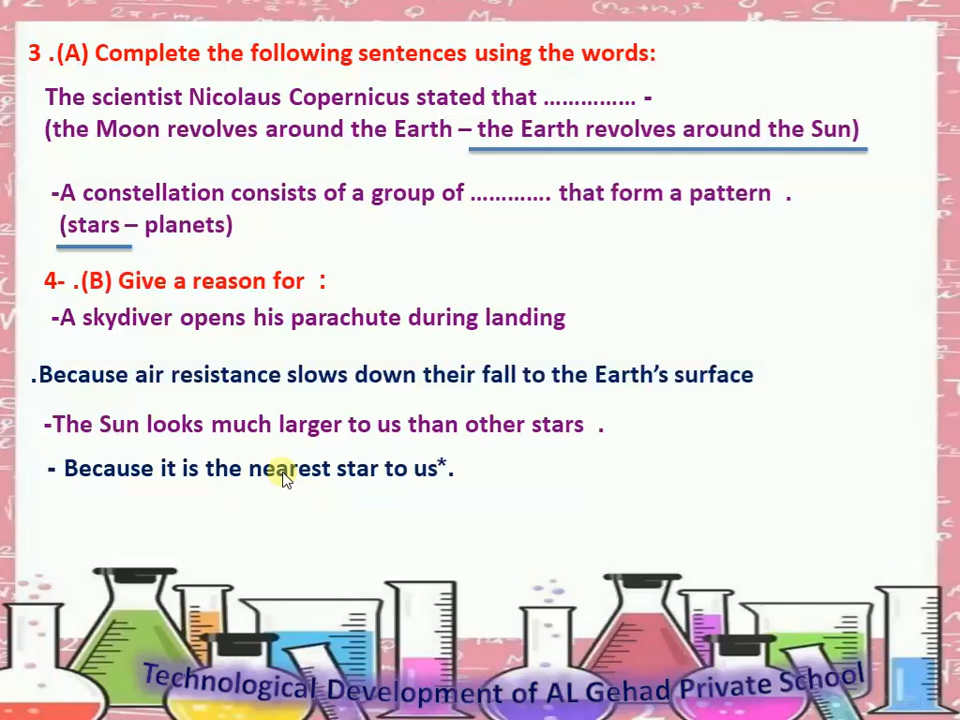 3 .(A) Complete the following sentences using the words:
The scientist Nicolaus Copernicus stated that …………… -
(the Moon revolves around the Earth – the Earth revolves around the Sun)
-A constellation consists of a group of …………. that form a pattern .
(stars – planets)
4- .(B) Give a reason for :
-A skydiver opens his parachute during landing
.Because air resistance slows down their fall to the Earth's surface
-The Sun looks much larger to us than other stars .
- Because it is the nearest star to us*.
Technological Development of AL Gehad Private School